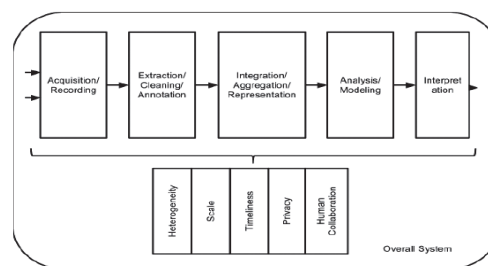 Acquisition/
Recording
Extraction/
Cleaning/
Annotation
Integration/
Aggregation/
Representation
Analysis/
Modeling
Interpret
ation
Heterogeneity
Scale
Timeliness
Privacy
Human
Collaboration
Overall System